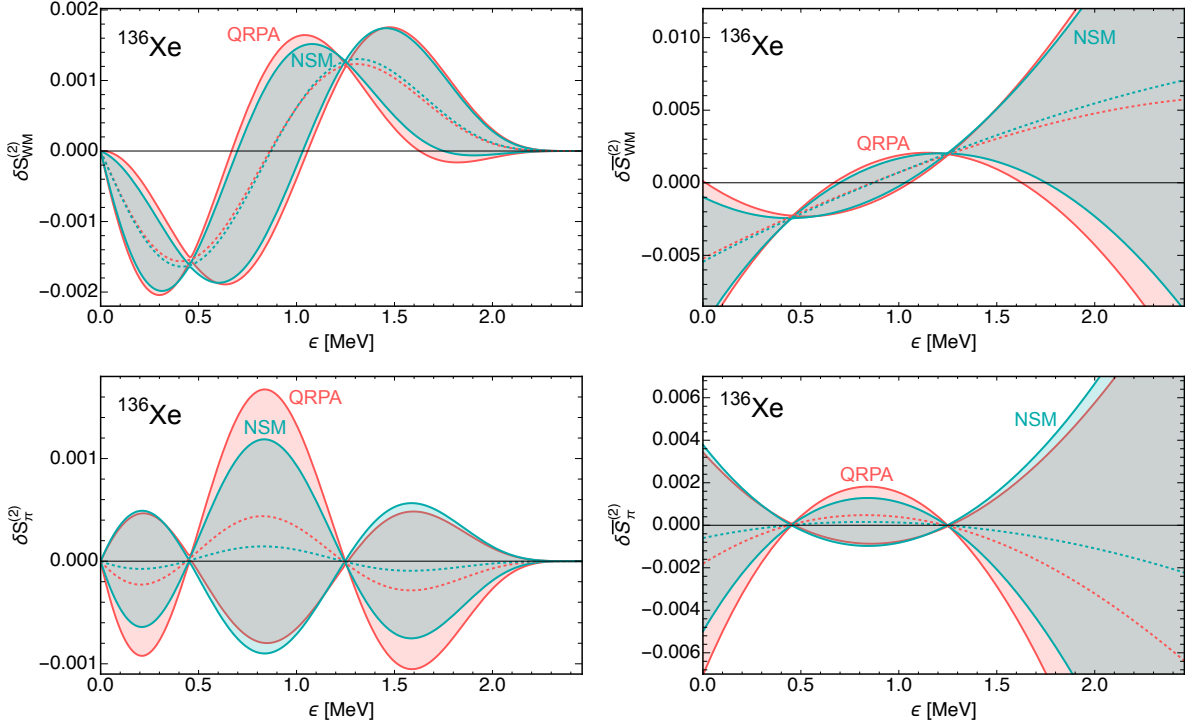 0.002
0.001
0.000
−0.001
−0.002
δS_WM^(2)
¹³⁶Xe
QRPA
NSM
0.0 0.5 1.0 1.5 2.0
ϵ [MeV]
0.010
0.005
0.000
−0.005
δS̅_WM^(2)
¹³⁶Xe
NSM
QRPA
0.0 0.5 1.0 1.5 2.0
ϵ [MeV]
0.001
0.000
−0.001
δS_π^(2)
¹³⁶Xe
QRPA
NSM
0.0 0.5 1.0 1.5 2.0
ϵ [MeV]
0.006
0.004
0.002
0.000
−0.002
−0.004
−0.006
δS̅_π^(2)
¹³⁶Xe
NSM
QRPA
0.0 0.5 1.0 1.5 2.0
ϵ [MeV]